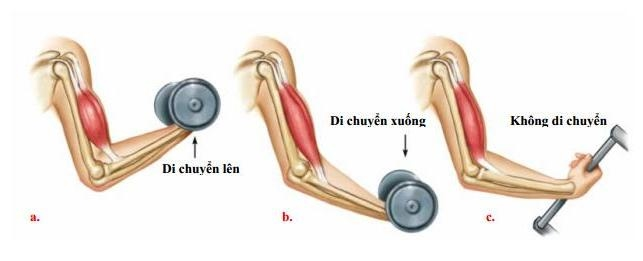 Di chuyển xuống
Không di chuyển
Di chuyển lên
a.
b.
c.